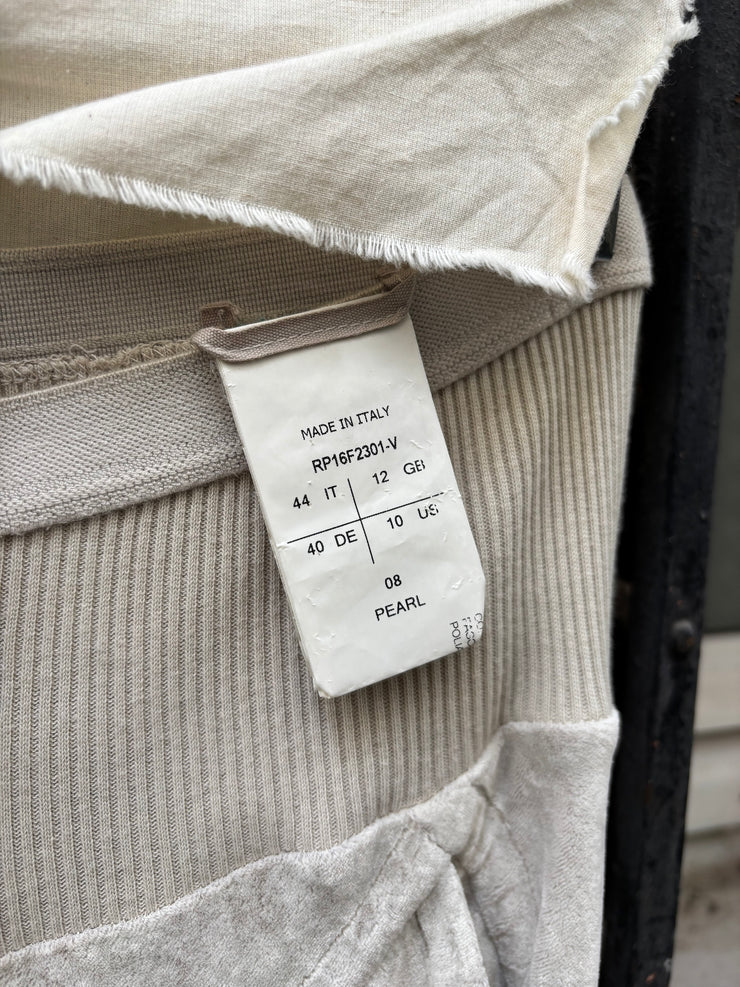 MADE IN ITALY
RP16F2301-V
44 IT 12 GB
40 DE 10 US
08
PEARL